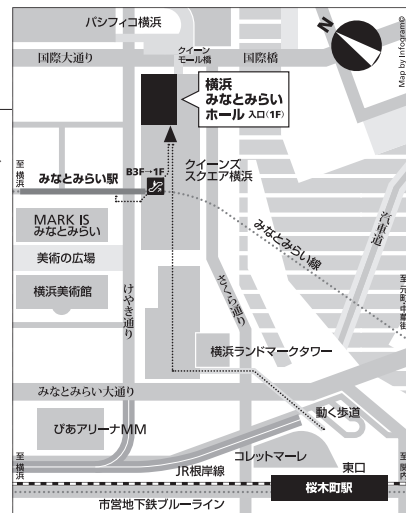 パシフィコ横浜
国際大通り
クイーン
モール橋
国際橋
N
Map by Infogram©
横浜
みなとみらい
ホール 入口(1F)
至横浜
みなとみらい駅
B3F→1F
クイーンズ
スクエア横浜
MARK IS
みなとみらい
美術の広場
横浜美術館
けやき通り
さくら通り
みなとみらい線
汽車道
至元町・中華街
横浜ランドマークタワー
みなとみらい大通り
ぴあアリーナMM
動く歩道
コレットマーレ
東口
至横浜
JR根岸線
桜木町駅
至関内
市営地下鉄ブルーライン